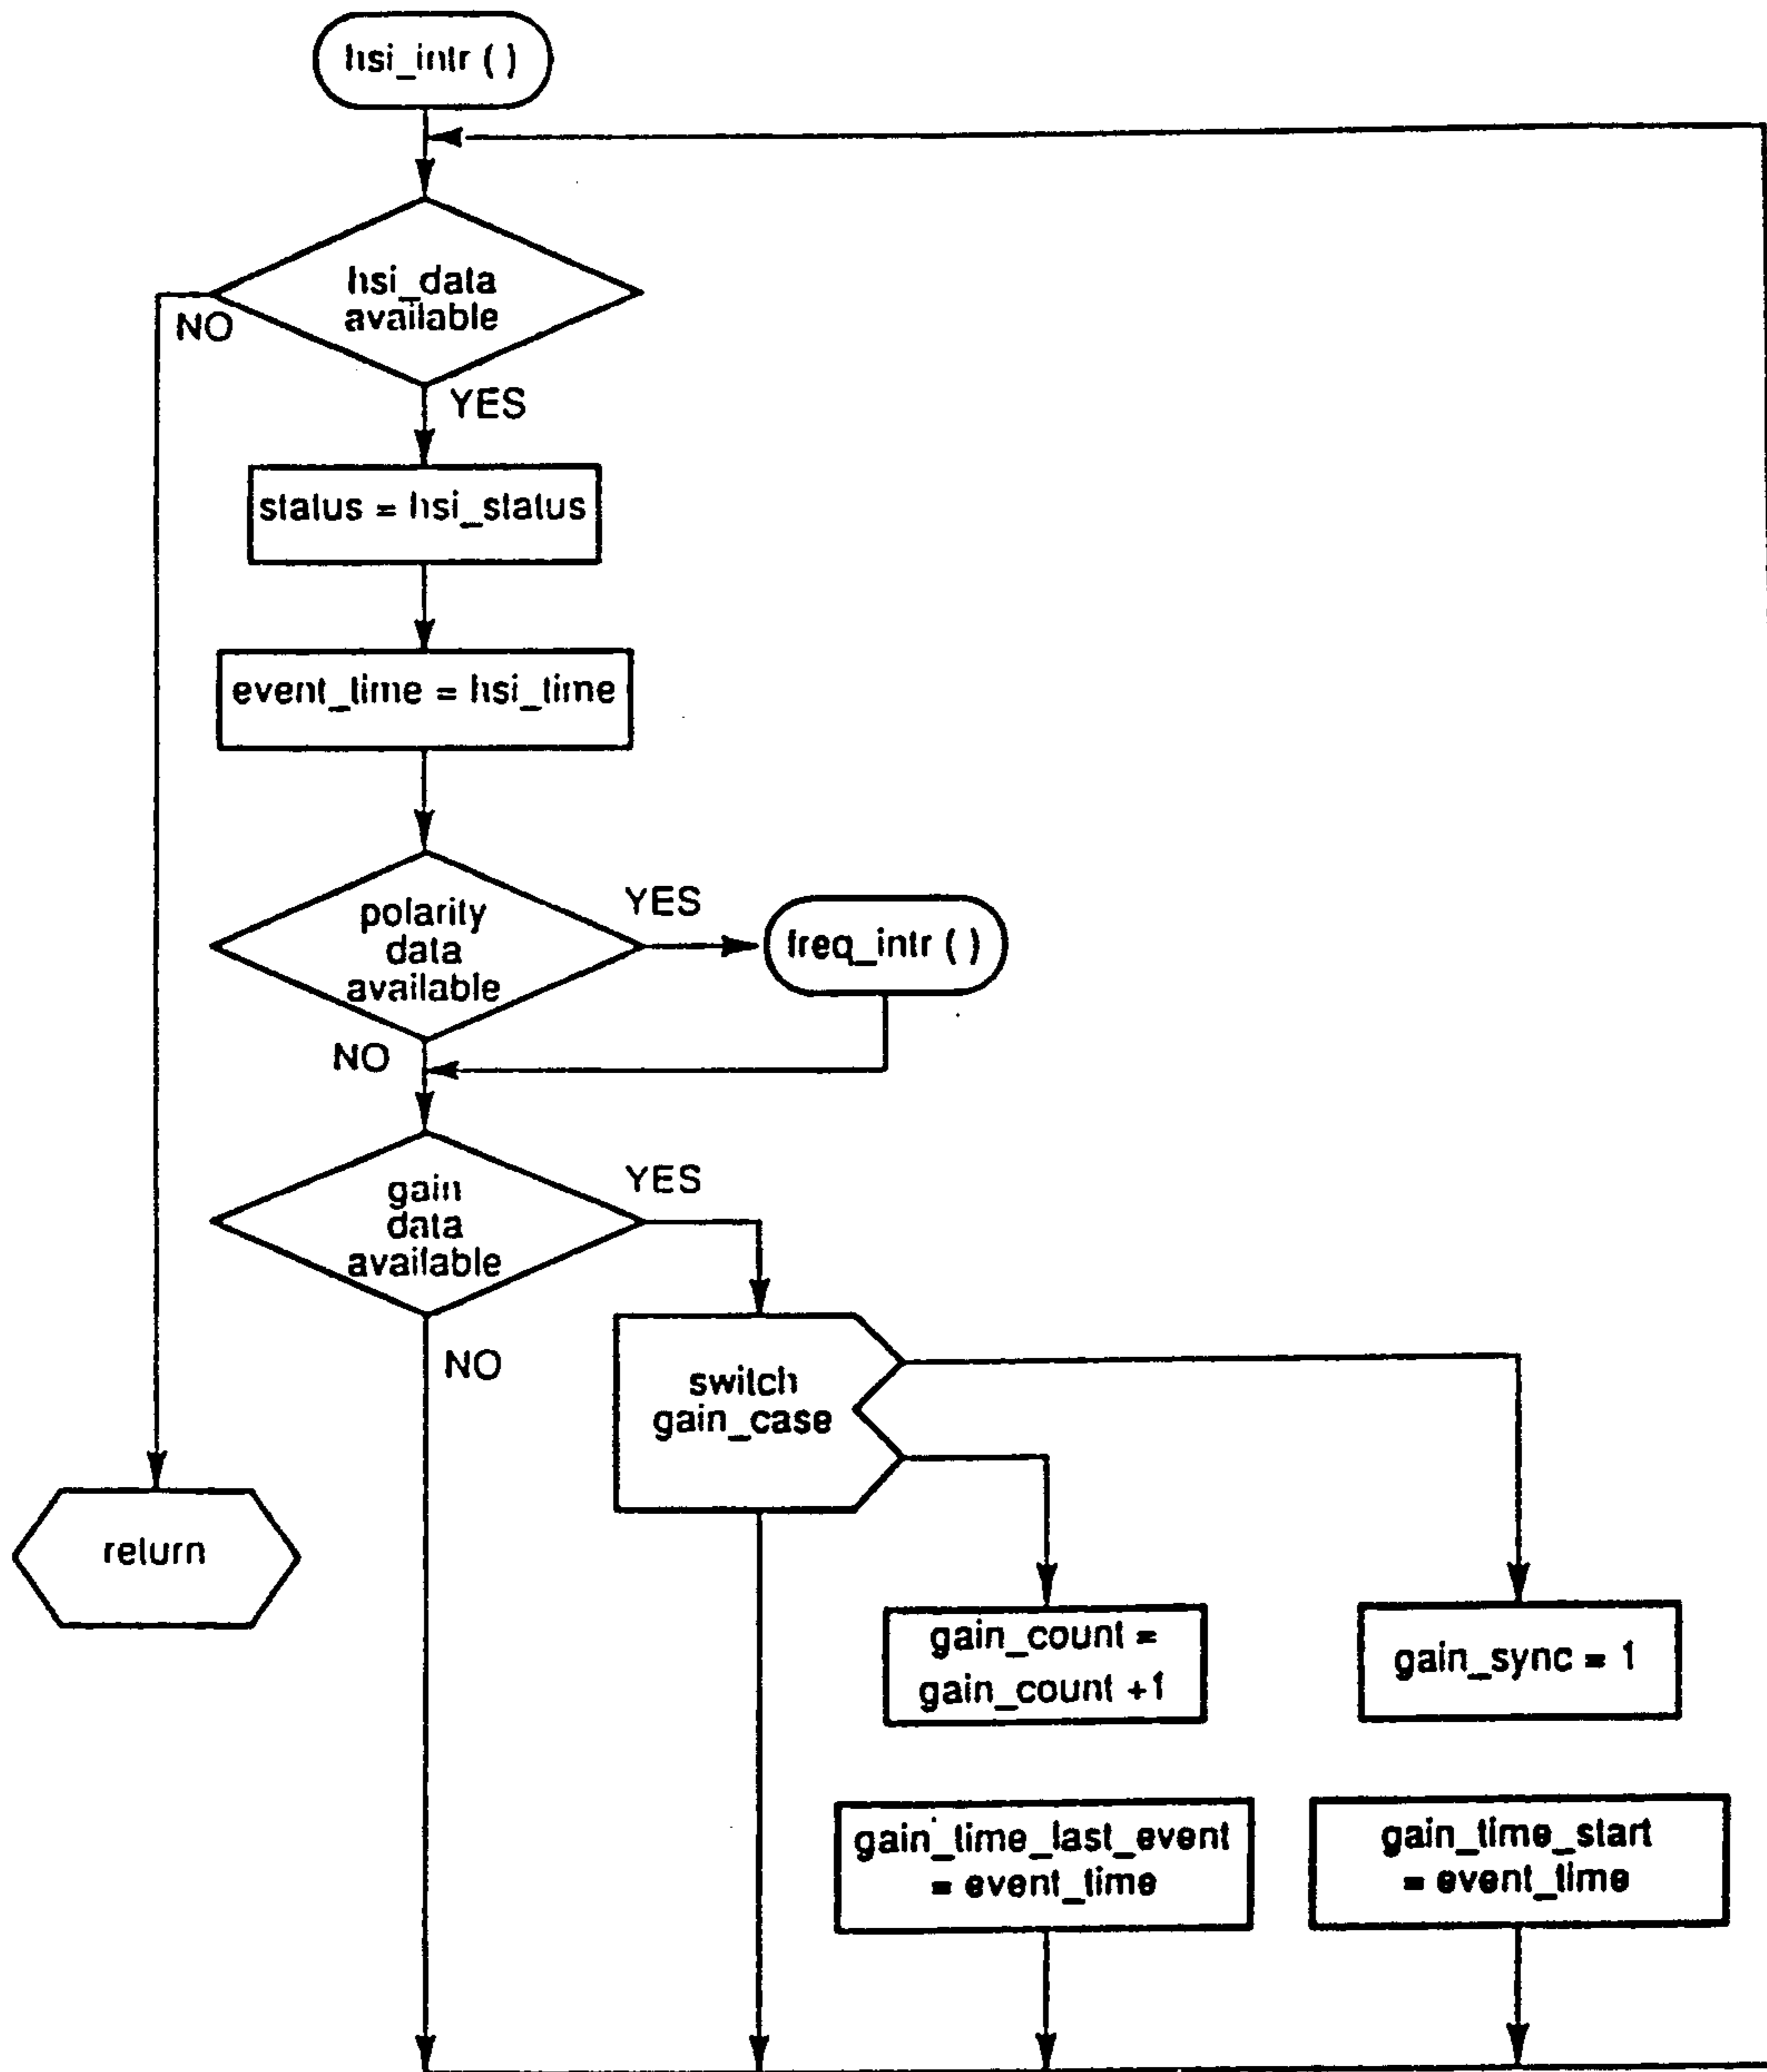 hsi_intr ( )
hsi_data
available
NO
YES
status = hsi_status
event_time = hsi_time
polarity
data
available
YES
freq_intr ( )
NO
gain
data
available
YES
NO
switch
gain_case
return
gain_count =
gain_count +1
gain_sync = 1
gain_time_last_event
= event_time
gain_time_start
= event_time